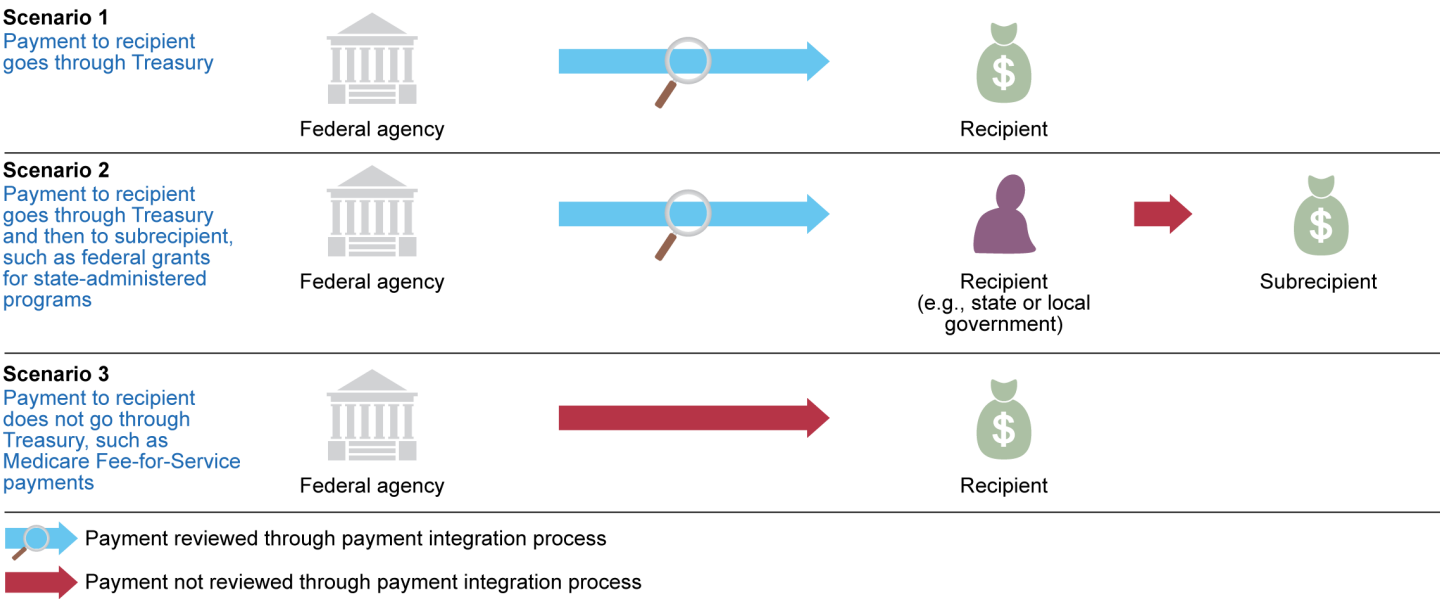 Scenario 1
Payment to recipient
goes through Treasury
Federal agency
$
Recipient
Scenario 2
Payment to recipient
goes through Treasury
and then to subrecipient,
such as federal grants
for state-administered
programs
Federal agency
Recipient
(e.g., state or local
government)
$
Subrecipient
Scenario 3
Payment to recipient
does not go through
Treasury, such as
Medicare Fee-for-Service
payments
Federal agency
$
Recipient
Payment reviewed through payment integration process
Payment not reviewed through payment integration process